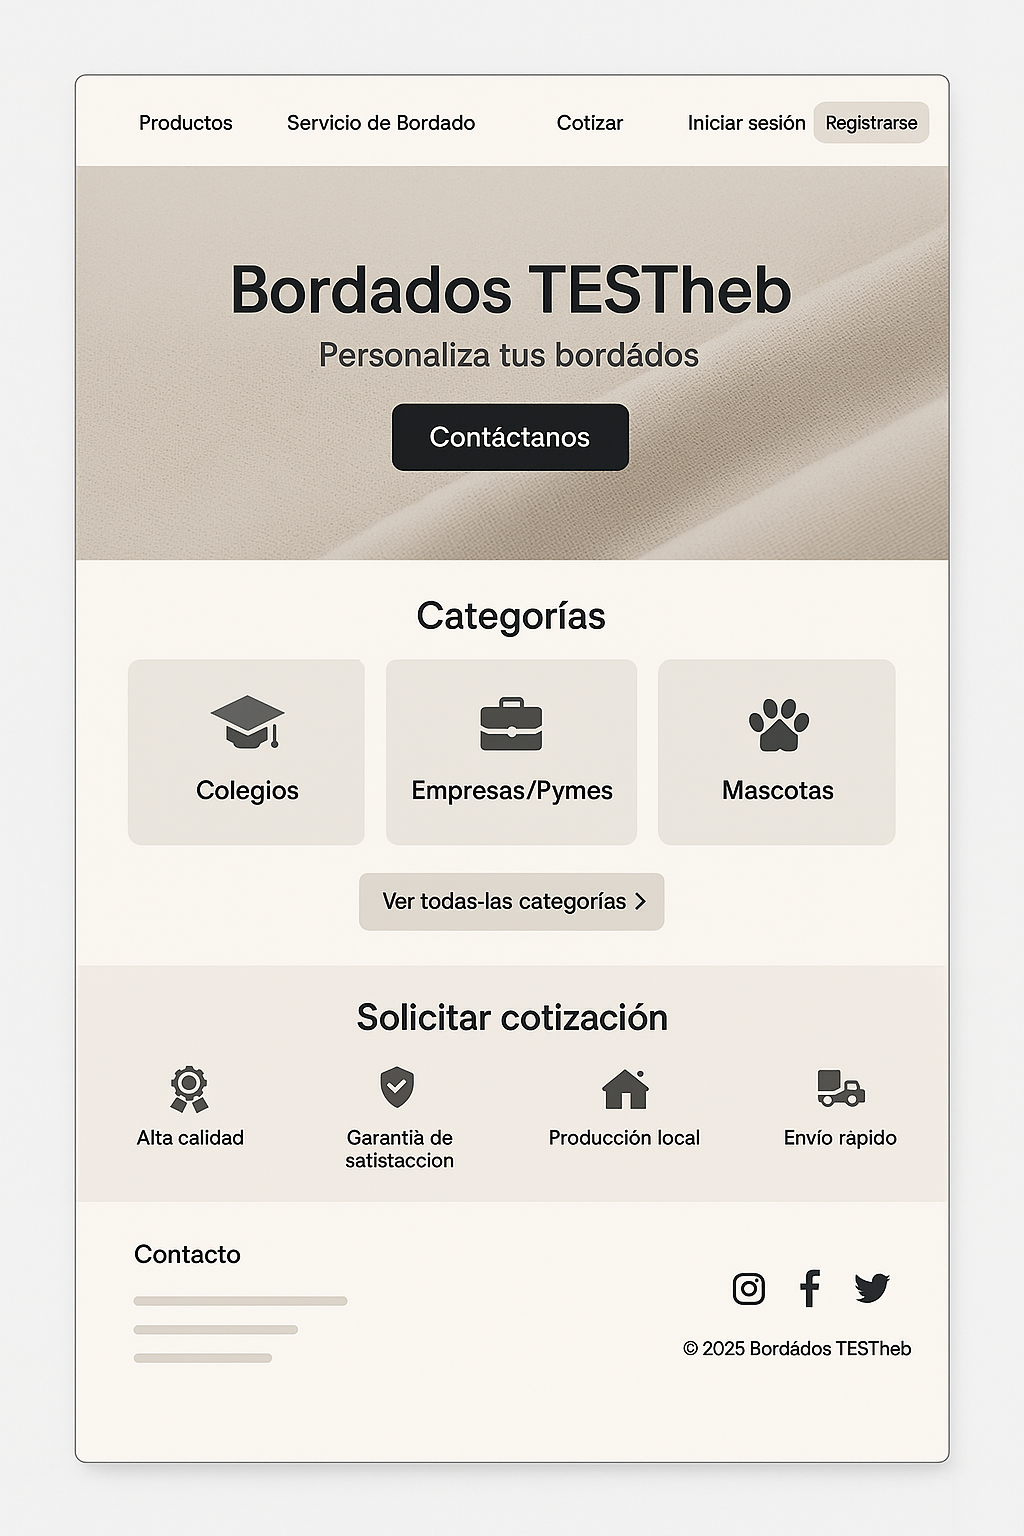 Productos
Servicio de Bordado
Cotizar
Iniciar sesión
Registrarse
Bordados TESTheb
Personaliza tus bordádos
Contáctanos
Categorías
Colegios
Empresas/Pymes
Mascotas
Ver todas-las categorías >
Solicitar cotización
Alta calidad
Garantià de
satistaccion
Producción local
Envío rápido
Contacto
© 2025 Bordádos TESTheb